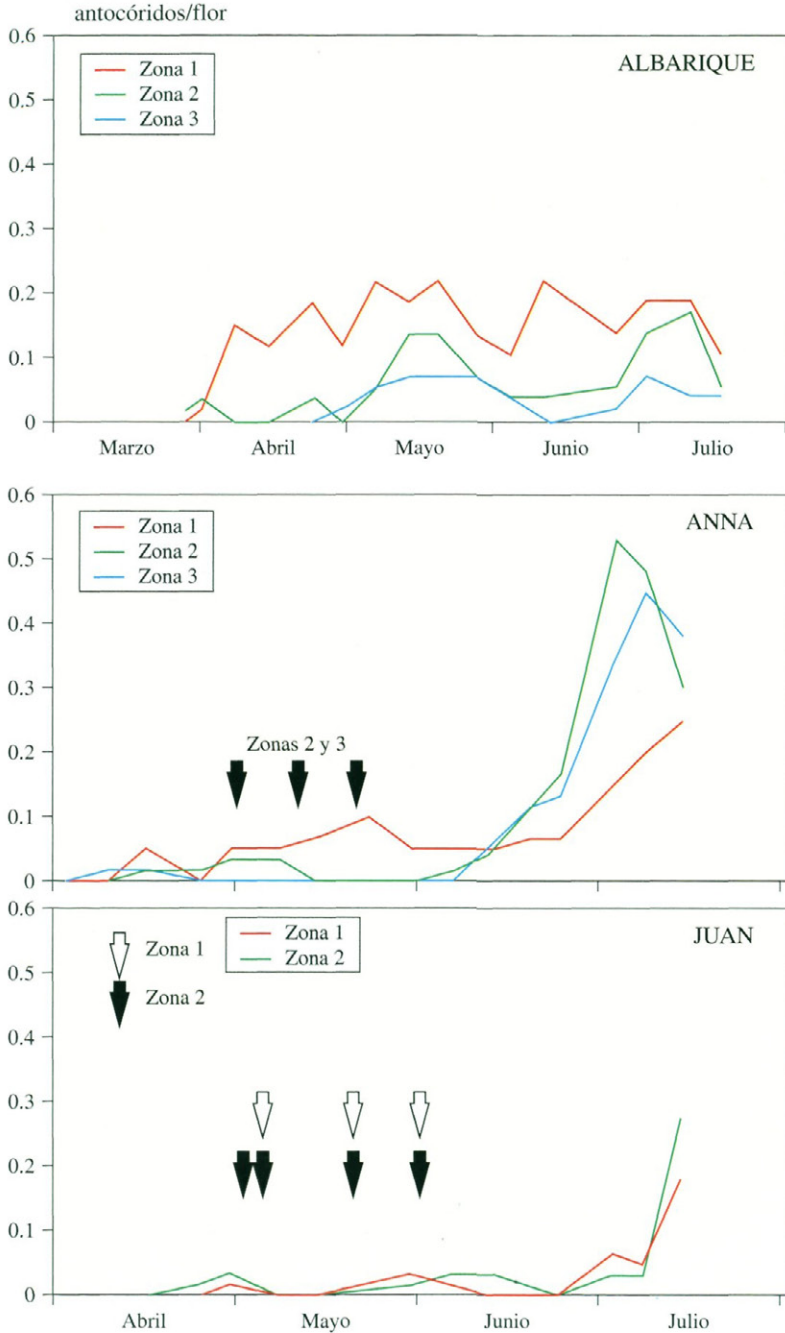 antocóridos/flor
0.6
0.5
0.4
0.3
0.2
0.1
0
Zona 1
Zona 2
Zona 3
ALBARIQUE
Marzo Abril Mayo Junio Julio
0.6
0.5
0.4
0.3
0.2
0.1
0
Zona 1
Zona 2
Zona 3
ANNA
Zonas 2 y 3
0.6
0.5
0.4
0.3
0.2
0.1
0
Zona 1
Zona 2
Zona 1
Zona 2
JUAN
Abril Mayo Junio Julio